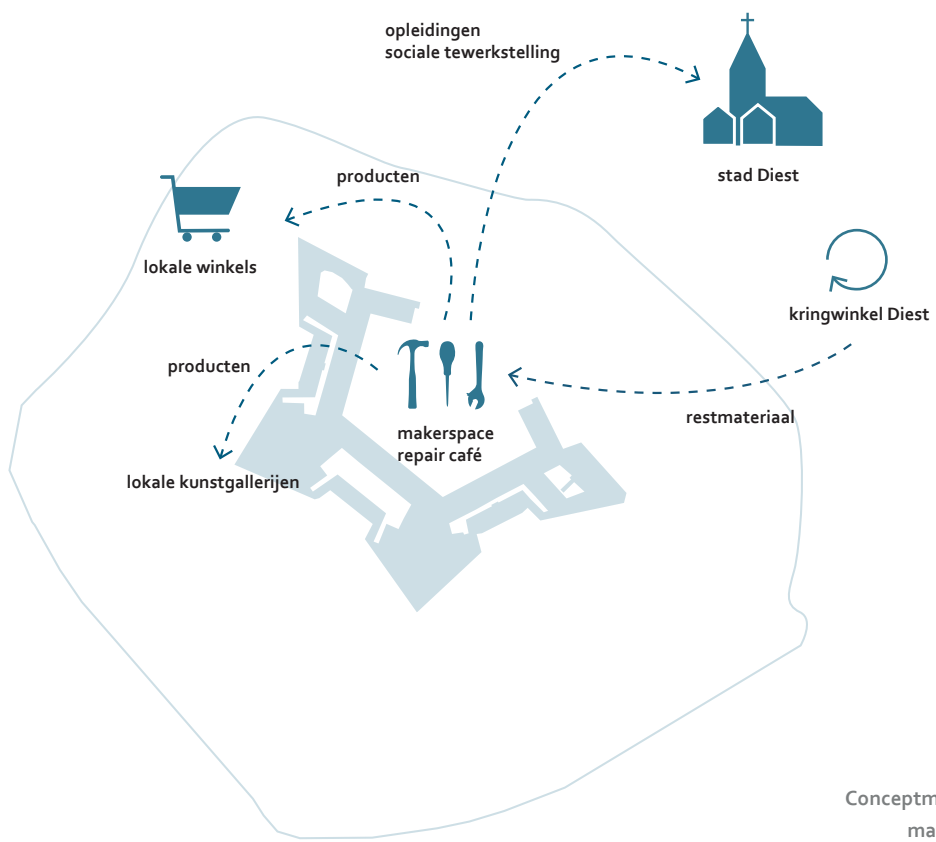 opleidingen
sociale tewerkstelling
stad Diest
producten
lokale winkels
kringwinkel Diest
producten
restmateriaal
makerspace
repair café
lokale kunstgallerijen